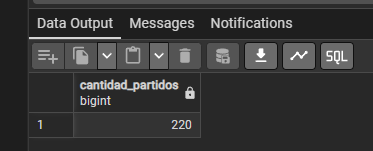 Data Output Messages Notifications
SQL
cantidad_partidos
bigint
1 220